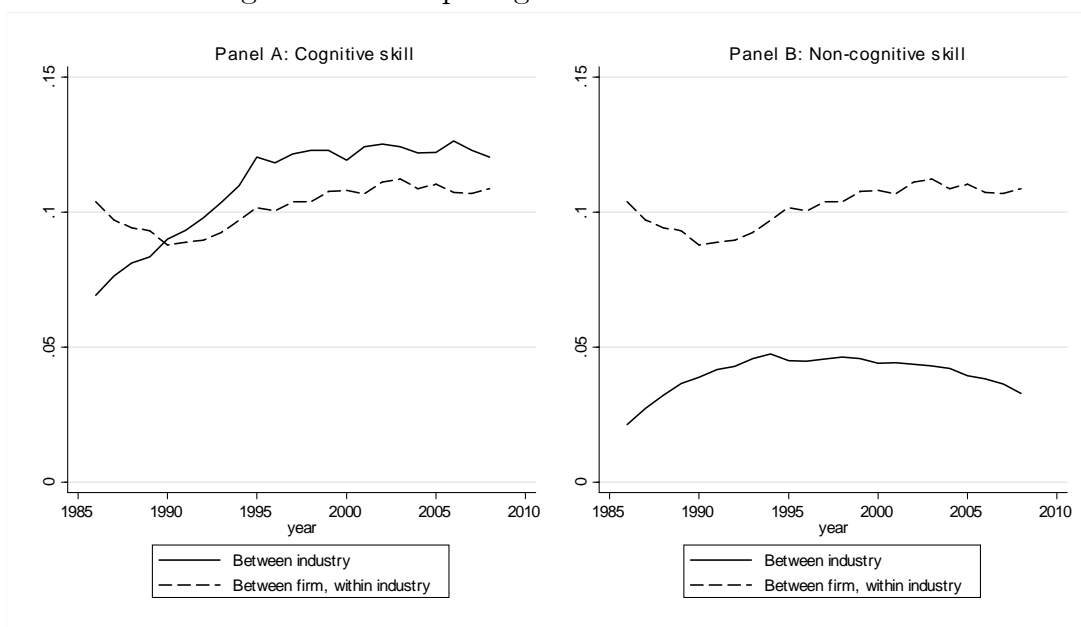 Panel A: Cognitive skill
.15
.1
.05
0
1985 1990 1995 2000 2005 2010
year
Between industry
Between firm, within industry
Panel B: Non-cognitive skill
.15
.1
.05
0
1985 1990 1995 2000 2005 2010
year
Between industry
Between firm, within industry